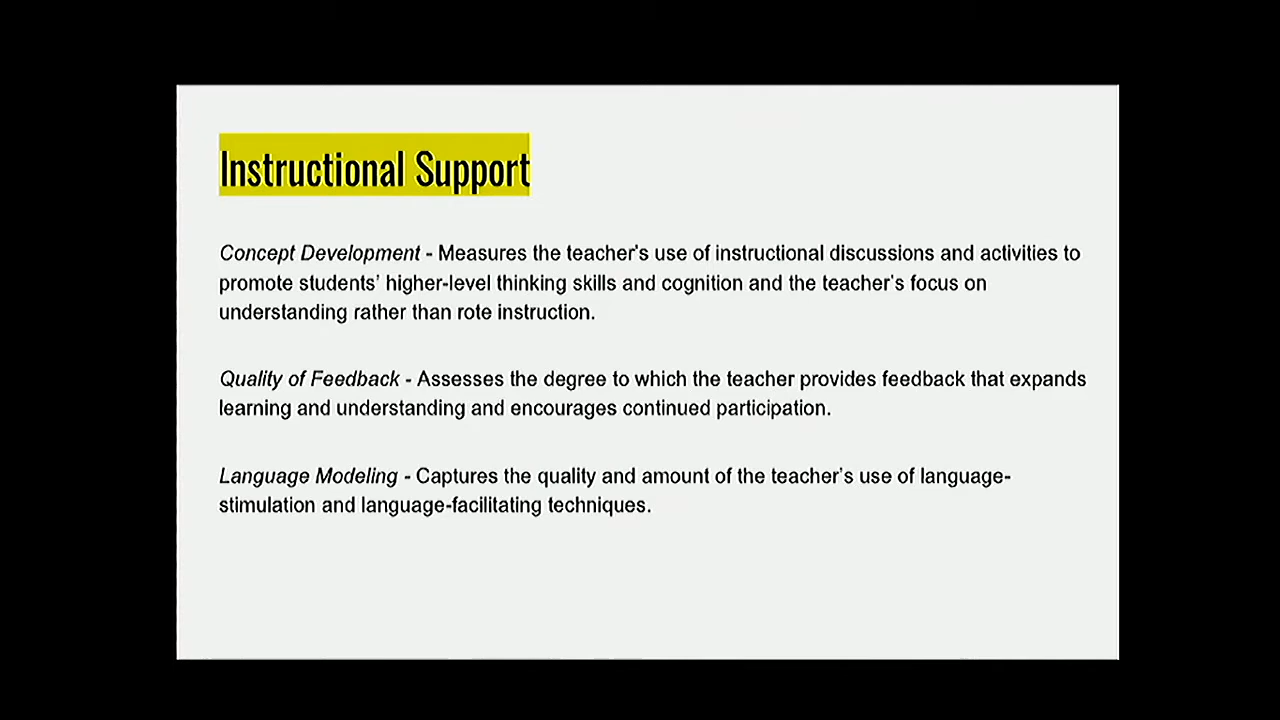 Instructional Support
Concept Development - Measures the teacher's use of instructional discussions and activities to
promote students’ higher-level thinking skills and cognition and the teacher's focus on
understanding rather than rote instruction.
Quality of Feedback - Assesses the degree to which the teacher provides feedback that expands
learning and understanding and encourages continued participation.
Language Modeling - Captures the quality and amount of the teacher’s use of language-
stimulation and language-facilitating techniques.